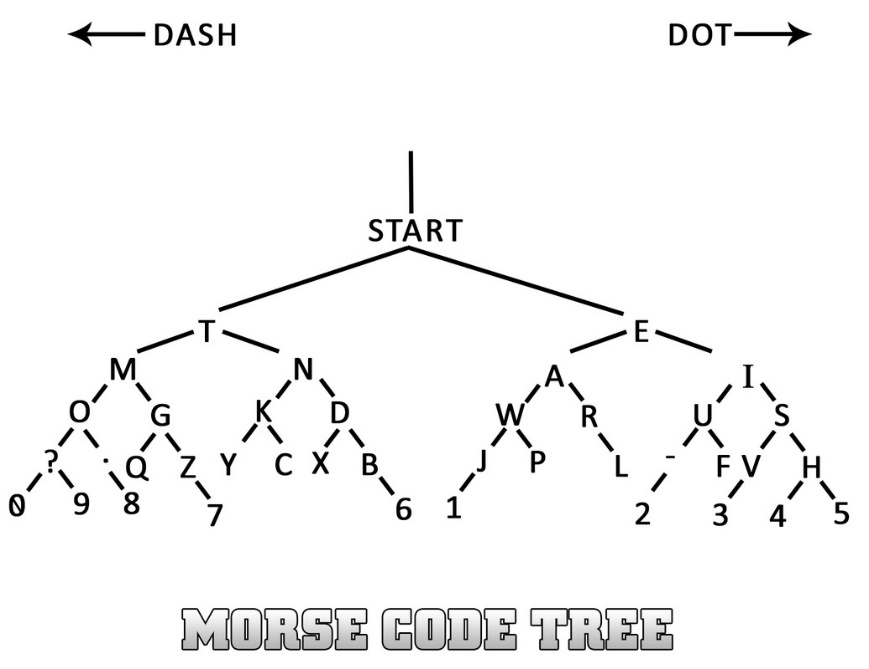 DASH DOT
START
T E
M N A I
O G K D W R U S
? . Q Z Y C X B J P L - F V H
0 9 8 7 6 1 2 3 4 5
MORSE CODE TREE